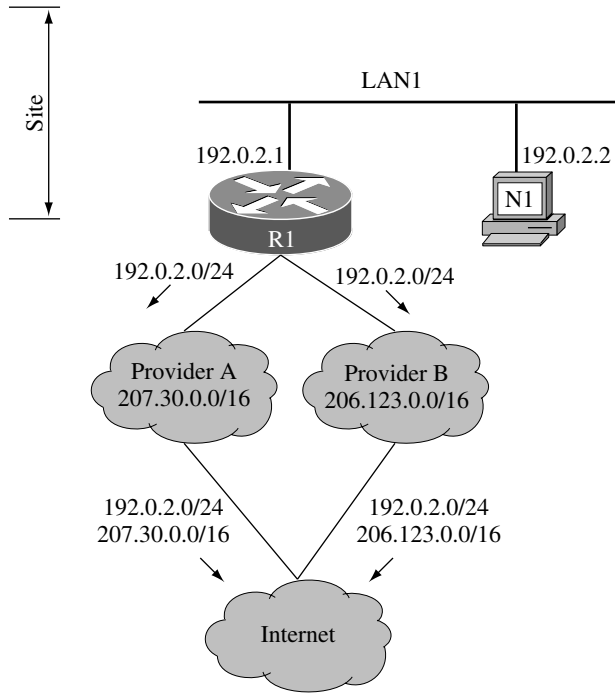 Site
LAN1
192.0.2.1
192.0.2.2
N1
R1
192.0.2.0/24
192.0.2.0/24
Provider A
207.30.0.0/16
Provider B
206.123.0.0/16
192.0.2.0/24
207.30.0.0/16
192.0.2.0/24
206.123.0.0/16
Internet